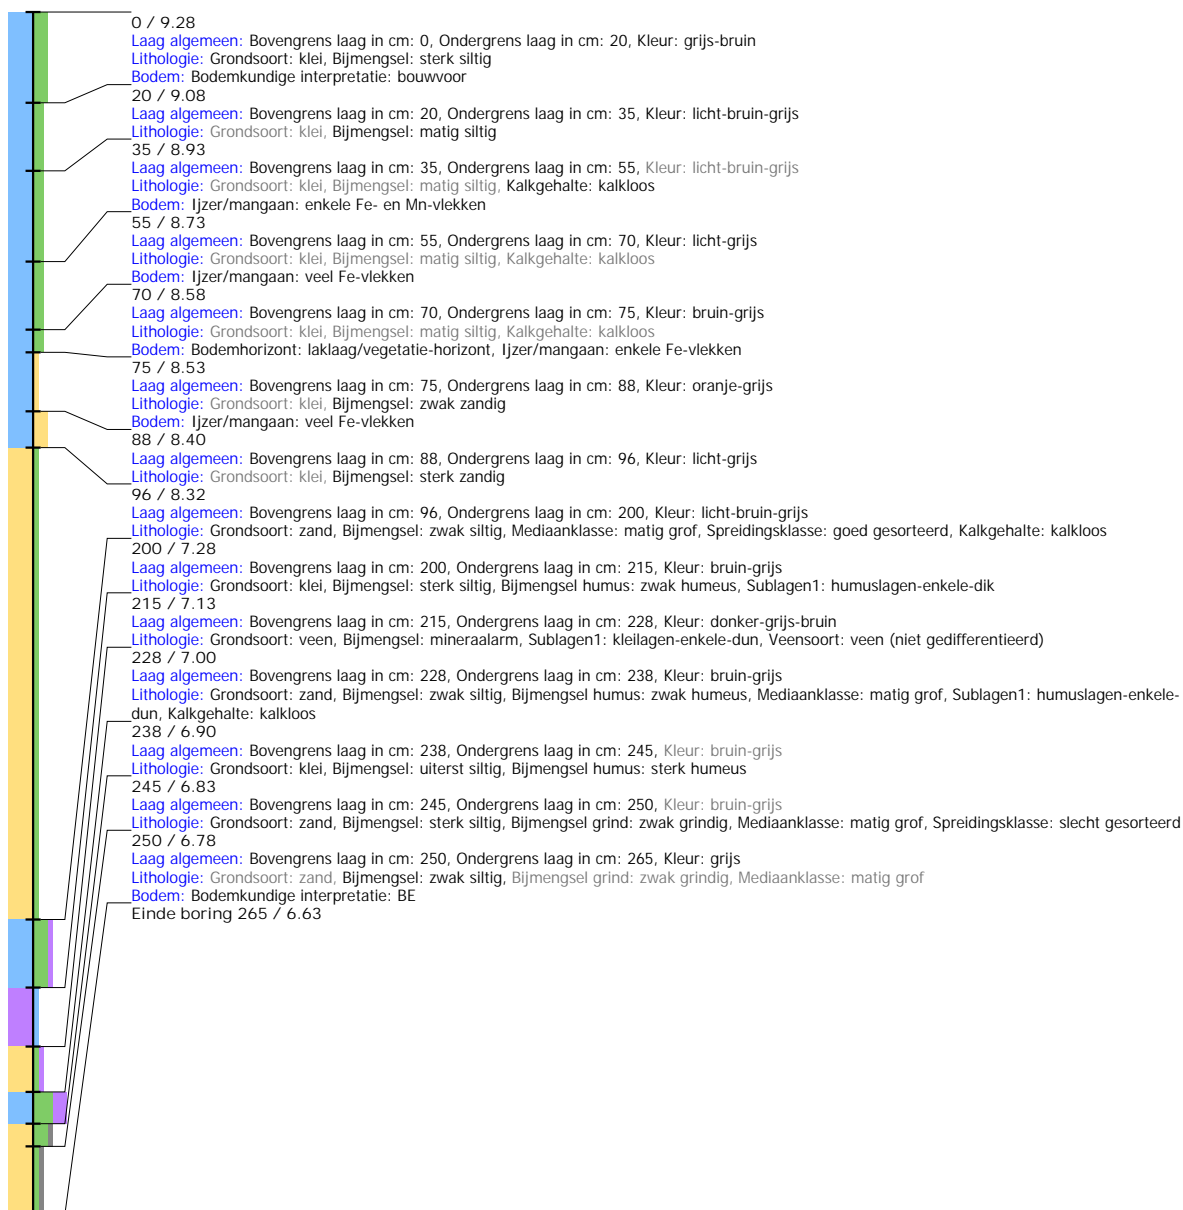 0 / 9.28
Laag algemeen: Bovengrens laag in cm: 0, Ondergrens laag in cm: 20, Kleur: grijs-bruin
Lithologie: Grondsoort: klei, Bijmengsel: sterk siltig
Bodem: Bodemkundige interpretatie: bouwvoor
20 / 9.08
Laag algemeen: Bovengrens laag in cm: 20, Ondergrens laag in cm: 35, Kleur: licht-bruin-grijs
Lithologie: Grondsoort: klei, Bijmengsel: matig siltig
35 / 8.93
Laag algemeen: Bovengrens laag in cm: 35, Ondergrens laag in cm: 55, Kleur: licht-bruin-grijs
Lithologie: Grondsoort: klei, Bijmengsel: matig siltig, Kalkgehalte: kalkloos
Bodem: Ijzer/mangaan: enkele Fe- en Mn-vlekken
55 / 8.73
Laag algemeen: Bovengrens laag in cm: 55, Ondergrens laag in cm: 70, Kleur: licht-grijs
Lithologie: Grondsoort: klei, Bijmengsel: matig siltig, Kalkgehalte: kalkloos
Bodem: Ijzer/mangaan: veel Fe-vlekken
70 / 8.58
Laag algemeen: Bovengrens laag in cm: 70, Ondergrens laag in cm: 75, Kleur: bruin-grijs
Lithologie: Grondsoort: klei, Bijmengsel: matig siltig, Kalkgehalte: kalkloos
Bodem: Bodemhorizont: laklaag/vegetatie-horizont, Ijzer/mangaan: enkele Fe-vlekken
75 / 8.53
Laag algemeen: Bovengrens laag in cm: 75, Ondergrens laag in cm: 88, Kleur: oranje-grijs
Lithologie: Grondsoort: klei, Bijmengsel: zwak zandig
Bodem: Ijzer/mangaan: veel Fe-vlekken
88 / 8.40
Laag algemeen: Bovengrens laag in cm: 88, Ondergrens laag in cm: 96, Kleur: licht-grijs
Lithologie: Grondsoort: klei, Bijmengsel: sterk zandig
96 / 8.32
Laag algemeen: Bovengrens laag in cm: 96, Ondergrens laag in cm: 200, Kleur: licht-bruin-grijs
Lithologie: Grondsoort: zand, Bijmengsel: zwak siltig, Mediaanklasse: matig grof, Spreidingsklasse: goed gesorteerd, Kalkgehalte: kalkloos
200 / 7.28
Laag algemeen: Bovengrens laag in cm: 200, Ondergrens laag in cm: 215, Kleur: bruin-grijs
Lithologie: Grondsoort: klei, Bijmengsel: sterk siltig, Bijmengsel humus: zwak humeus, Sublagen1: humuslagen-enkele-dik
215 / 7.13
Laag algemeen: Bovengrens laag in cm: 215, Ondergrens laag in cm: 228, Kleur: donker-grijs-bruin
Lithologie: Grondsoort: veen, Bijmengsel: mineraalarm, Sublagen1: kleilagen-enkele-dun, Veensoort: veen (niet gedifferentieerd)
228 / 7.00
Laag algemeen: Bovengrens laag in cm: 228, Ondergrens laag in cm: 238, Kleur: bruin-grijs
Lithologie: Grondsoort: zand, Bijmengsel: zwak siltig, Bijmengsel humus: zwak humeus, Mediaanklasse: matig grof, Sublagen1: humuslagen-enkele-
dun, Kalkgehalte: kalkloos
238 / 6.90
Laag algemeen: Bovengrens laag in cm: 238, Ondergrens laag in cm: 245, Kleur: bruin-grijs
Lithologie: Grondsoort: klei, Bijmengsel: uiterst siltig, Bijmengsel humus: sterk humeus
245 / 6.83
Laag algemeen: Bovengrens laag in cm: 245, Ondergrens laag in cm: 250, Kleur: bruin-grijs
Lithologie: Grondsoort: zand, Bijmengsel: sterk siltig, Bijmengsel grind: zwak grindig, Mediaanklasse: matig grof, Spreidingsklasse: slecht gesorteerd
250 / 6.78
Laag algemeen: Bovengrens laag in cm: 250, Ondergrens laag in cm: 265, Kleur: grijs
Lithologie: Grondsoort: zand, Bijmengsel: zwak siltig, Bijmengsel grind: zwak grindig, Mediaanklasse: matig grof
Bodem: Bodemkundige interpretatie: BE
Einde boring 265 / 6.63